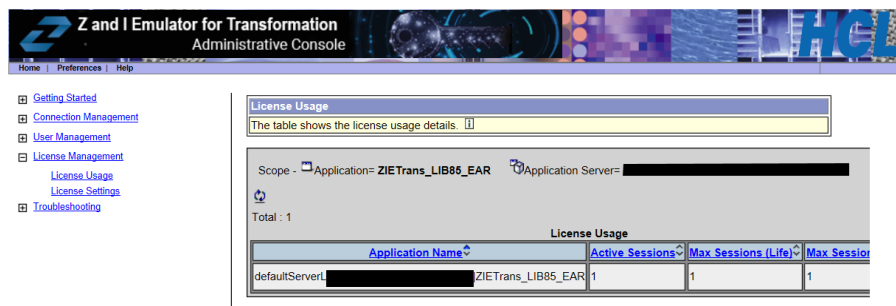 Z and I Emulator for Transformation
Administrative Console
HCL
Home | Preferences | Help
Getting Started
Connection Management
User Management
License Management
License Usage
License Settings
Troubleshooting
License Usage
The table shows the license usage details.
Scope - Application= ZIETrans_LIB85_EAR Application Server=
Total : 1
License Usage
Application Name Active Sessions Max Sessions (Life) Max Session
defaultServerL ZIETrans_LIB85_EAR 1 1 1